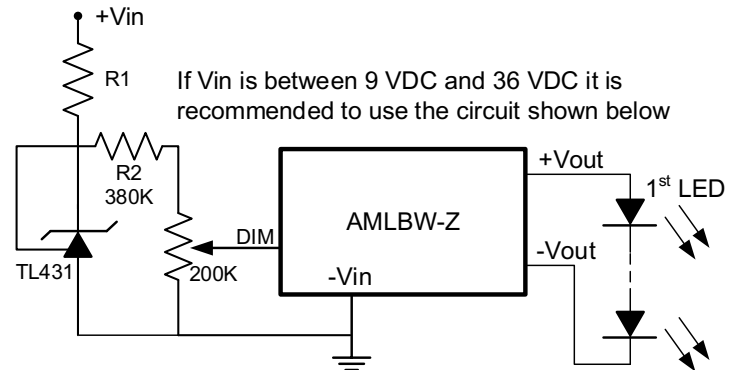 +Vin
R1
If Vin is between 9 VDC and 36 VDC it is
recommended to use the circuit shown below
R2
380K
+Vout
1st LED
AMLBW-Z
DIM
-Vout
TL431
200K
-Vin